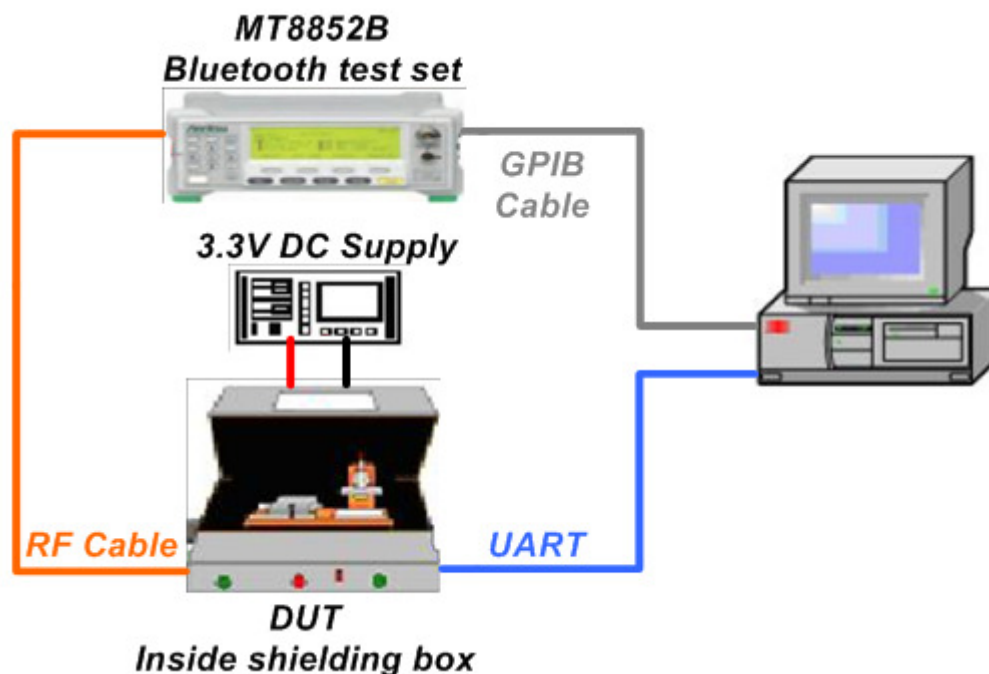 MT8852B
Bluetooth test set
GPIB
Cable
3.3V DC Supply
RF Cable
UART
DUT
Inside shielding box